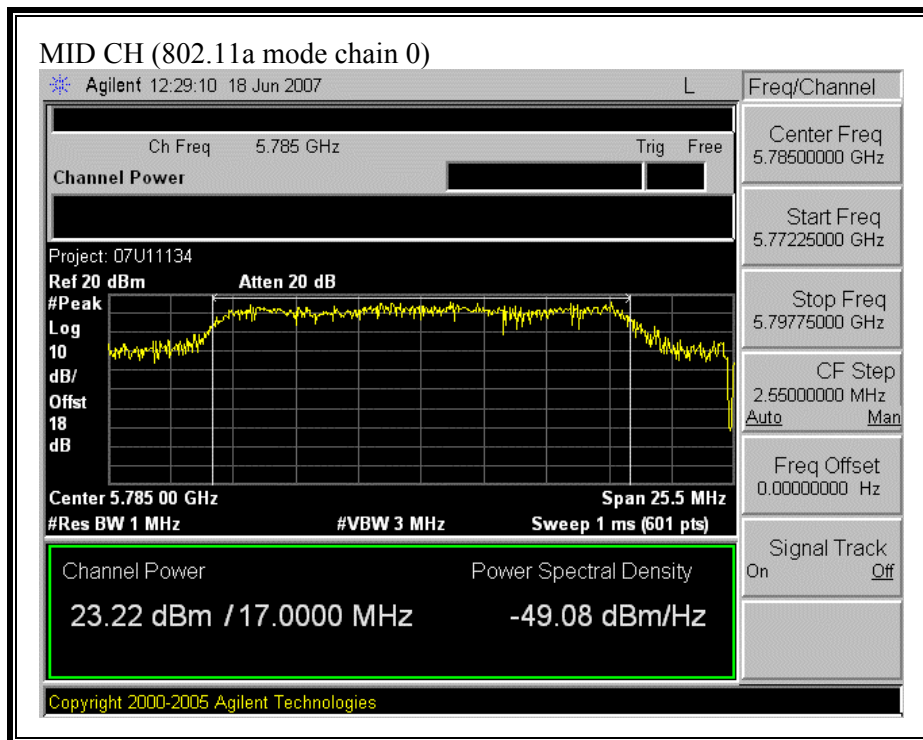 MID CH (802.11a mode chain 0)
Agilent 12:29:10 18 Jun 2007 L
Freq/Channel
Ch Freq 5.785 GHz Trig Free
Channel Power
Center Freq
5.78500000 GHz
Start Freq
5.77225000 GHz
Stop Freq
5.79775000 GHz
CF Step
2.55000000 MHz
Auto Man
Freq Offset
0.00000000 Hz
Signal Track
On Off
Project: 07U11134
Ref 20 dBm Atten 20 dB
#Peak
Log
10
dB/
Offst
18
dB
Center 5.785 00 GHz Span 25.5 MHz
#Res BW 1 MHz #VBW 3 MHz Sweep 1 ms (601 pts)
Channel Power Power Spectral Density
23.22 dBm / 17.0000 MHz -49.08 dBm/Hz
Copyright 2000-2005 Agilent Technologies